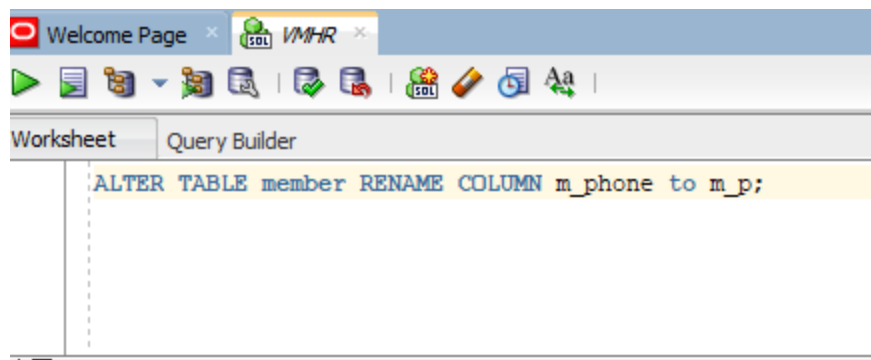 Welcome Page
VMHR
Worksheet
Query Builder
ALTER TABLE member RENAME COLUMN m_phone to m_p;